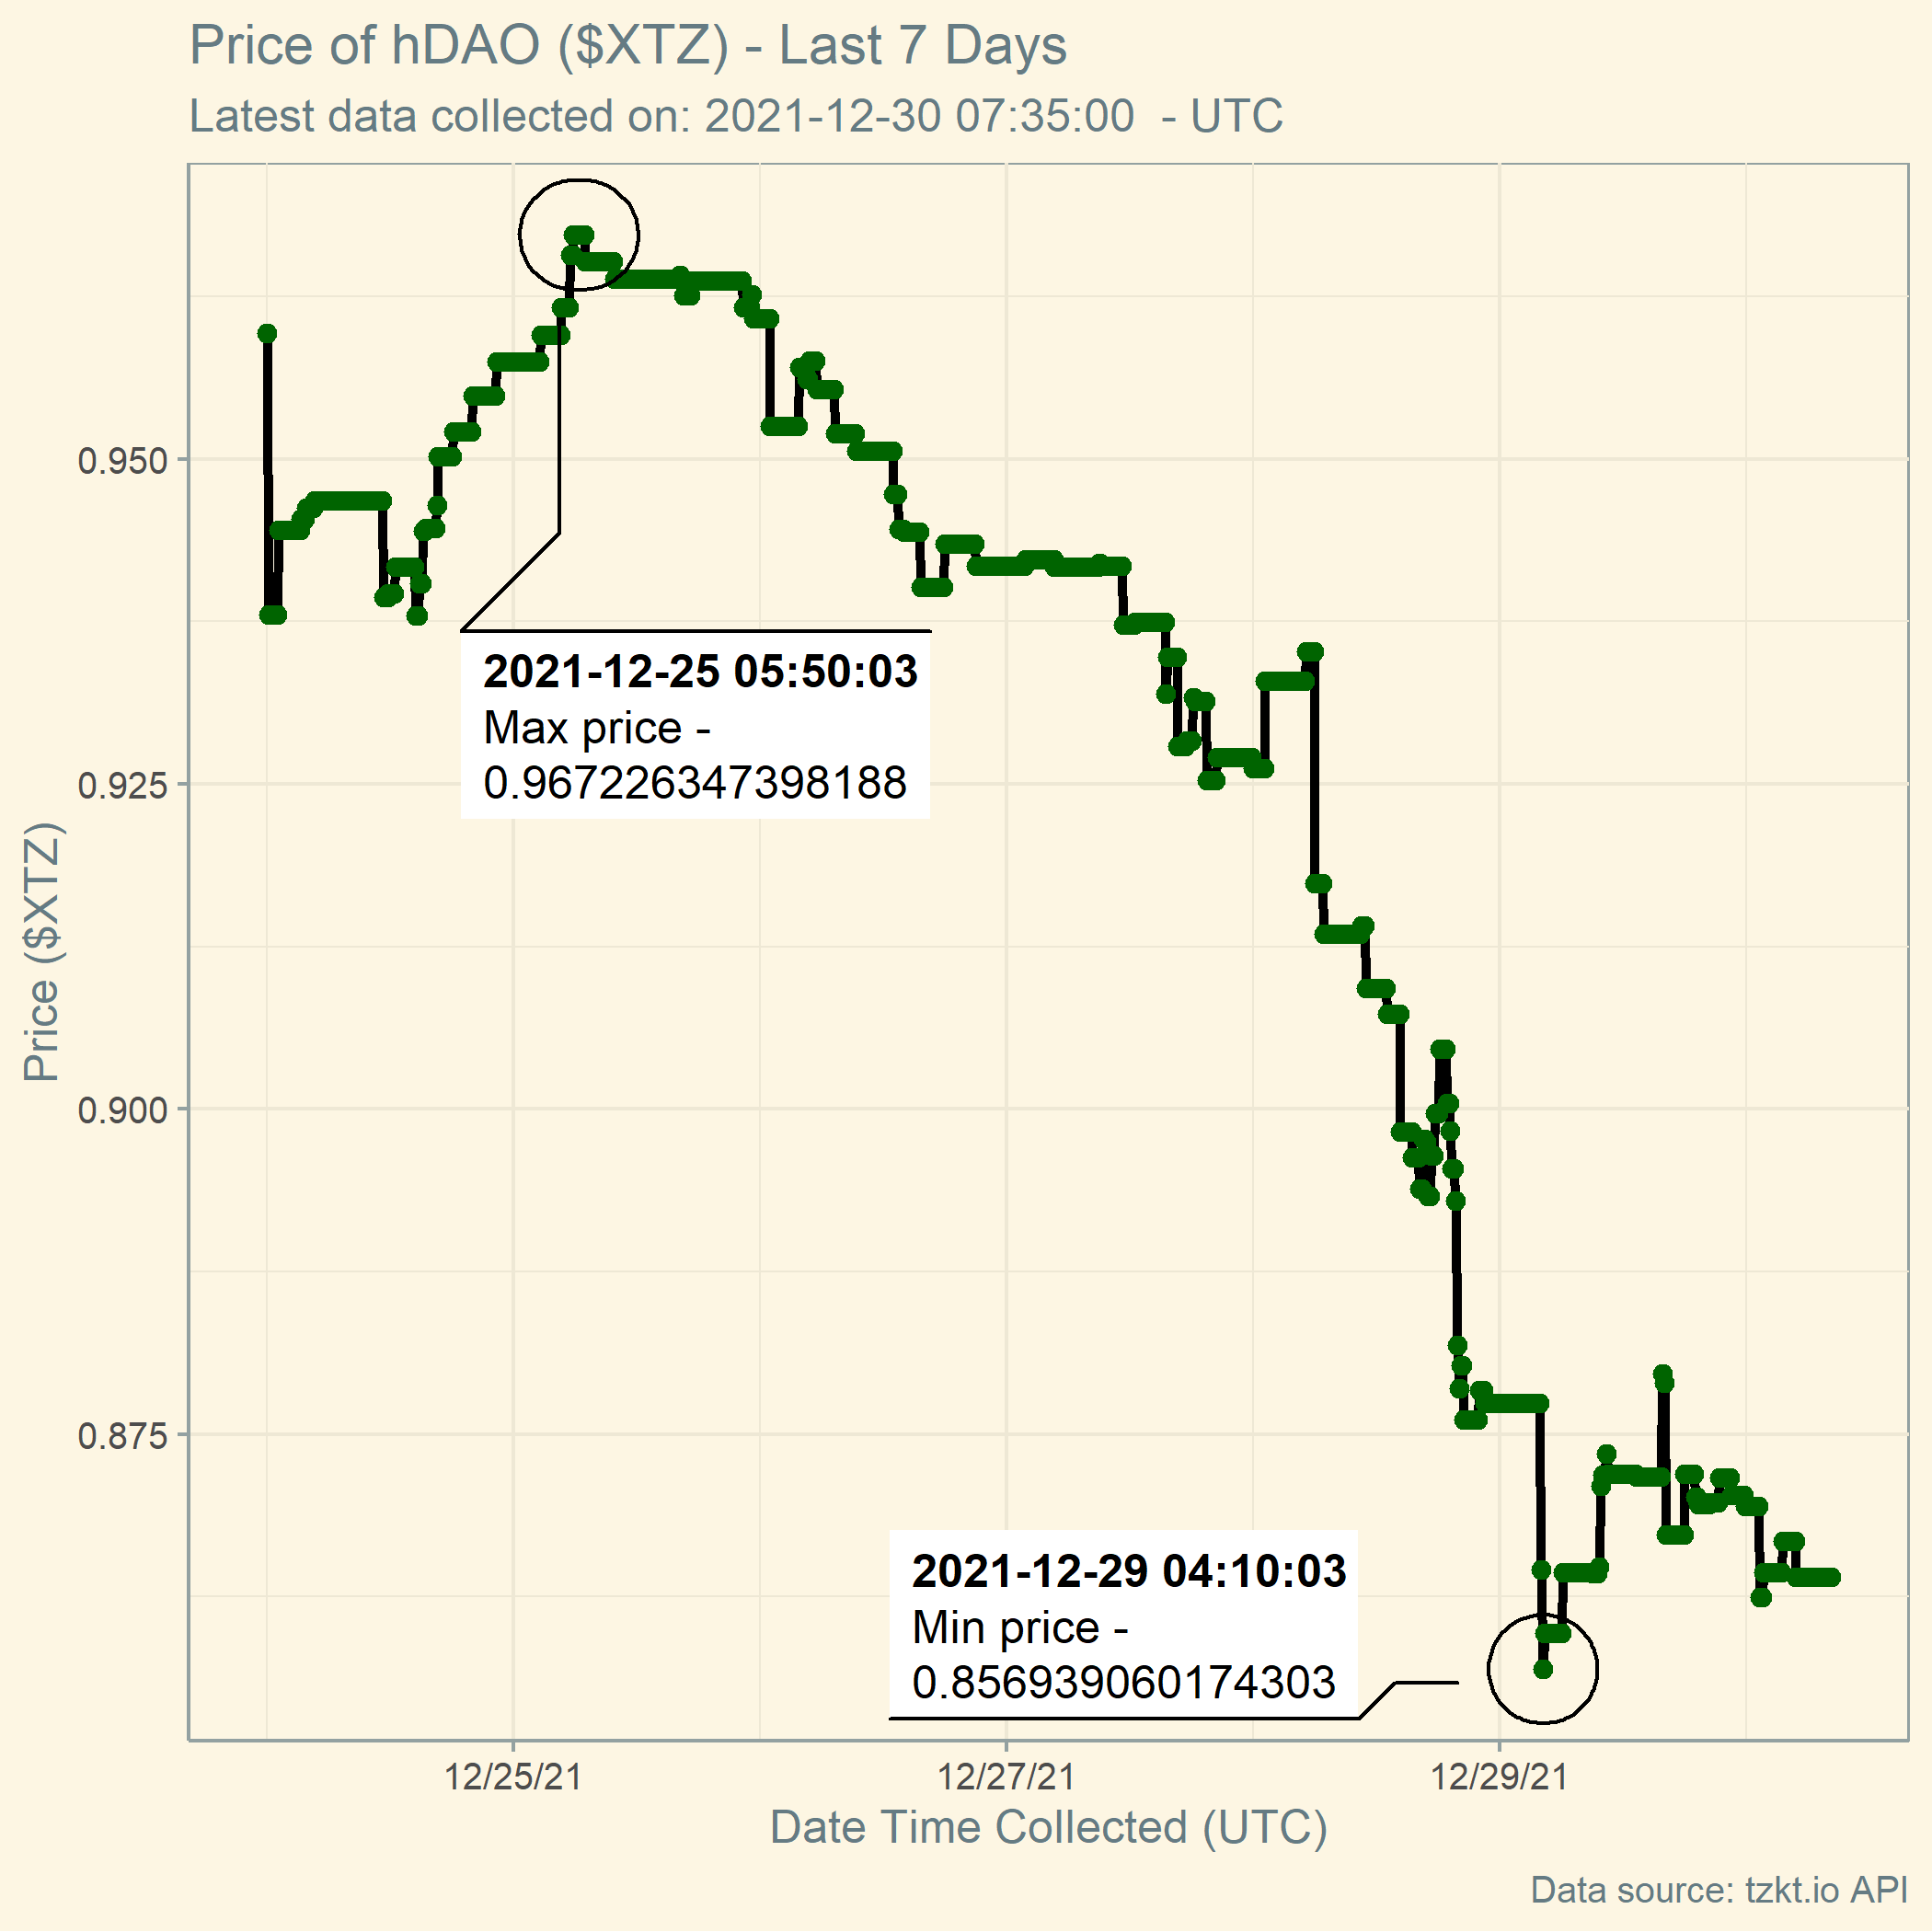 Price of hDAO ($XTZ) - Last 7 Days
Latest data collected on: 2021-12-30 07:35:00  - UTC
Price ($XTZ)
0.950
0.925
0.900
0.875
2021-12-25 05:50:03
Max price -
0.967226347398188
2021-12-29 04:10:03
Min price -
0.856939060174303
12/25/21
12/27/21
12/29/21
Date Time Collected (UTC)
Data source: tzkt.io API